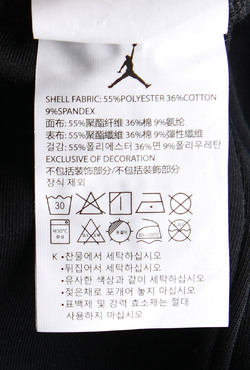 SHELL FABRIC: 55%POLYESTER 36%COTTON
9%SPANDEX
面布: 55%聚酯纤维 36%棉 9%氨纶
表布: 55%聚酯纖維 36%棉 9%彈性纖維
겉감: 55%폴리에스터 36%면 9%폴리우레탄
EXCLUSIVE OF DECORATION
不包括装饰部分/不包括裝飾部分
장식 제외
30
K • 찬물에서 세탁하십시오
• 뒤집어서 세탁하십시오
• 유사한 색상과 같이 세탁하십시오
• 젖은채로 포개어 놓지 마십시오
• 표백제 및 강력 효소제는 절대
사용하지 마십시오